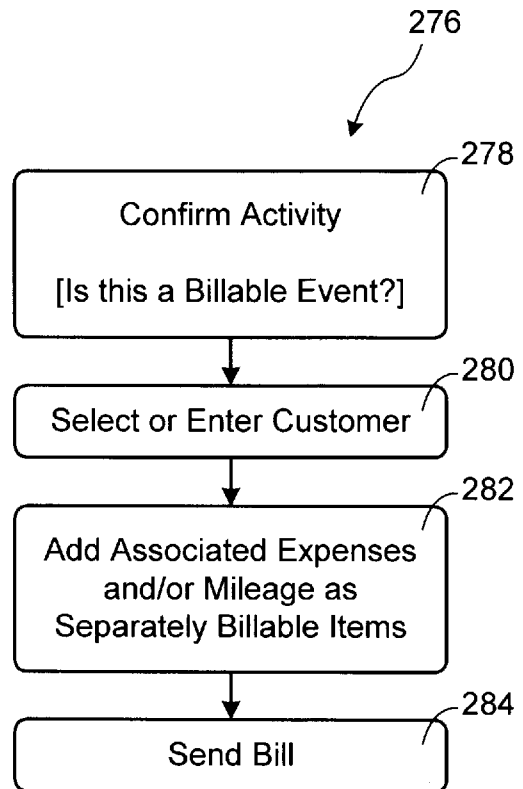 276
278
Confirm Activity
[Is this a Billable Event?]
280
Select or Enter Customer
282
Add Associated Expenses
and/or Mileage as
Separately Billable Items
284
Send Bill